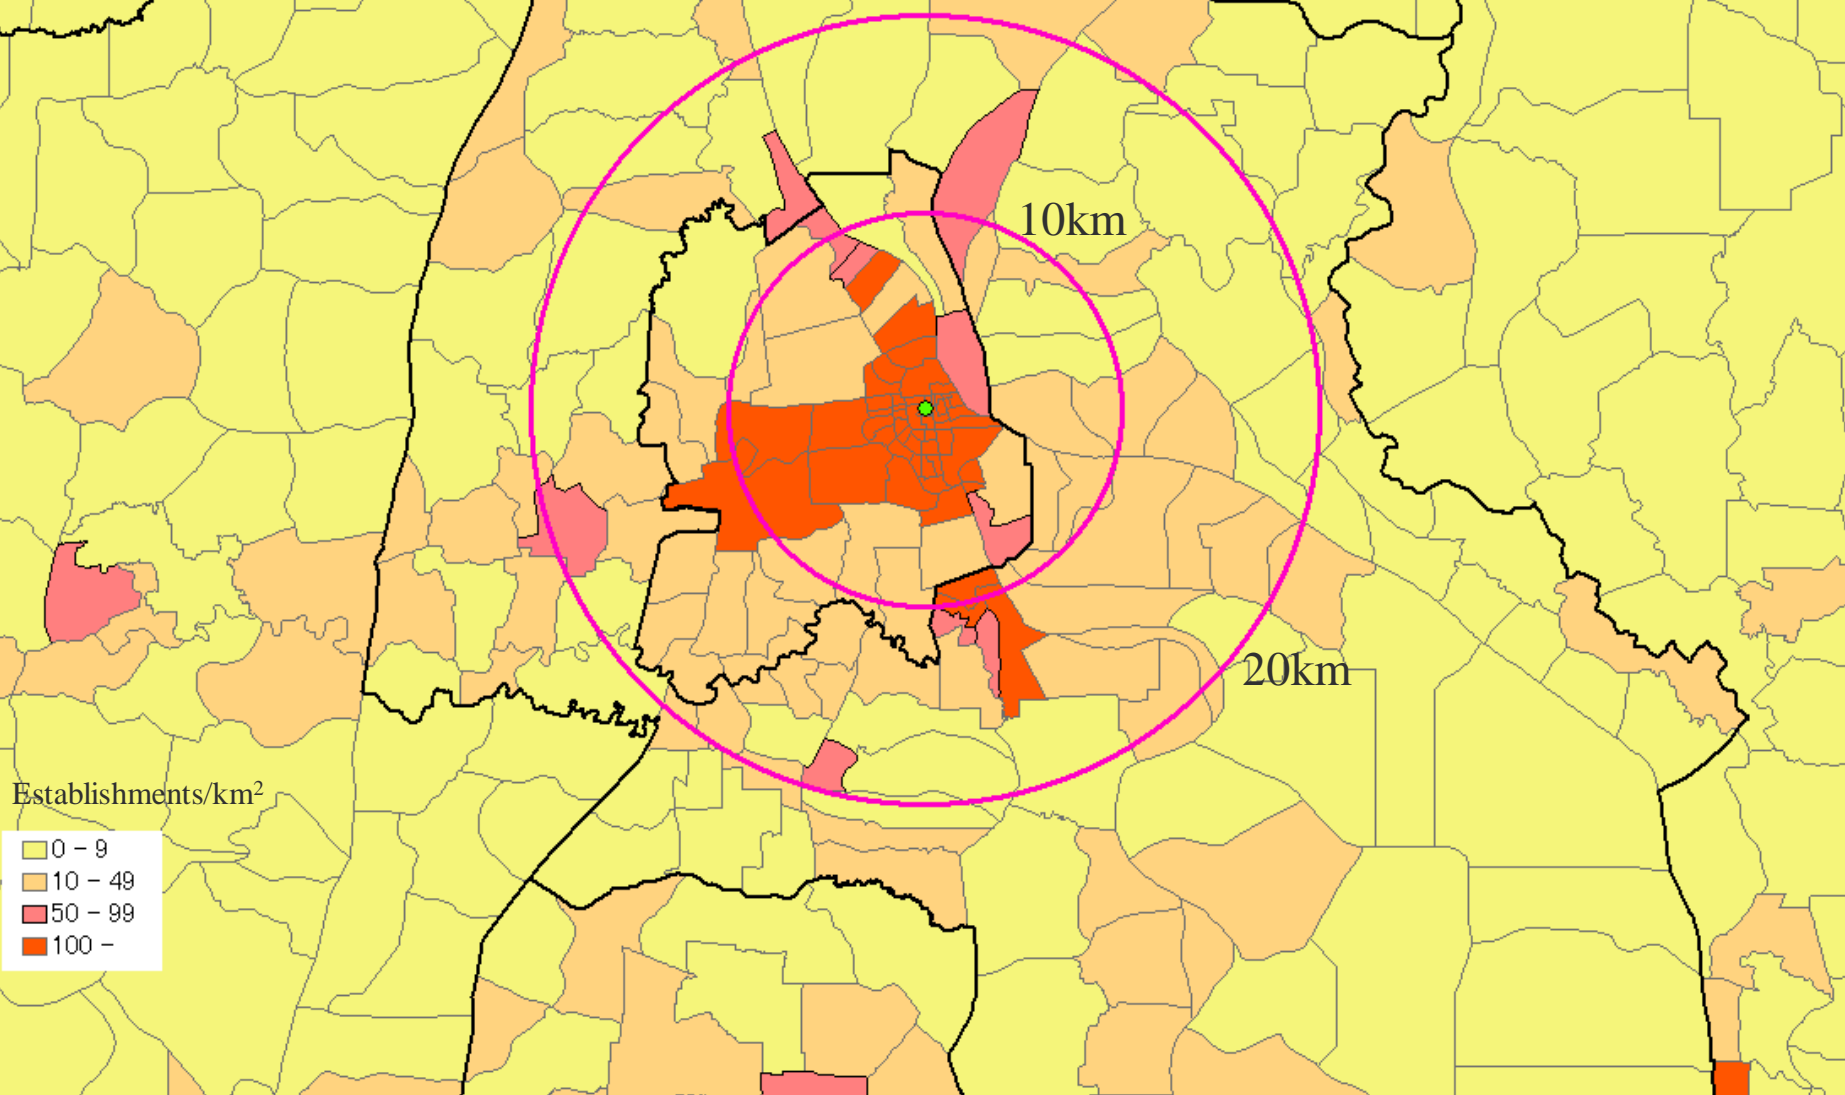 10km
20km
Establishments/km²
0 – 9
10 – 49
50 – 99
100 –